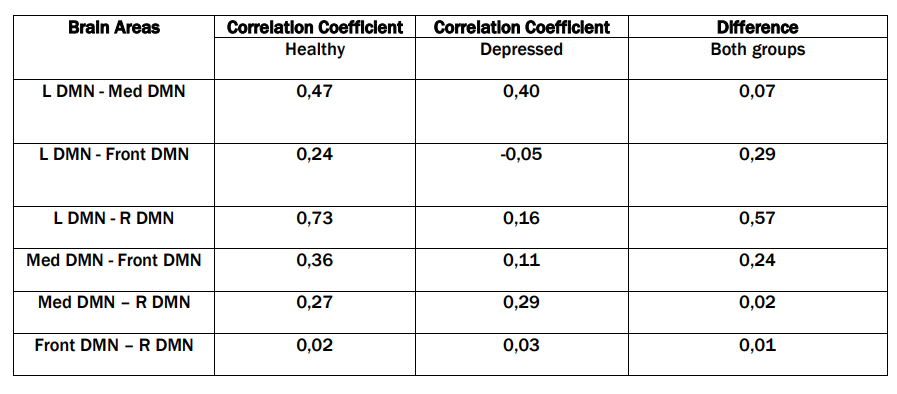 Brain Areas Correlation Coefficient Correlation Coefficient Difference
Healthy Depressed Both groups
L DMN - Med DMN 0,47 0,40 0,07
L DMN - Front DMN 0,24 -0,05 0,29
L DMN - R DMN 0,73 0,16 0,57
Med DMN - Front DMN 0,36 0,11 0,24
Med DMN – R DMN 0,27 0,29 0,02
Front DMN – R DMN 0,02 0,03 0,01